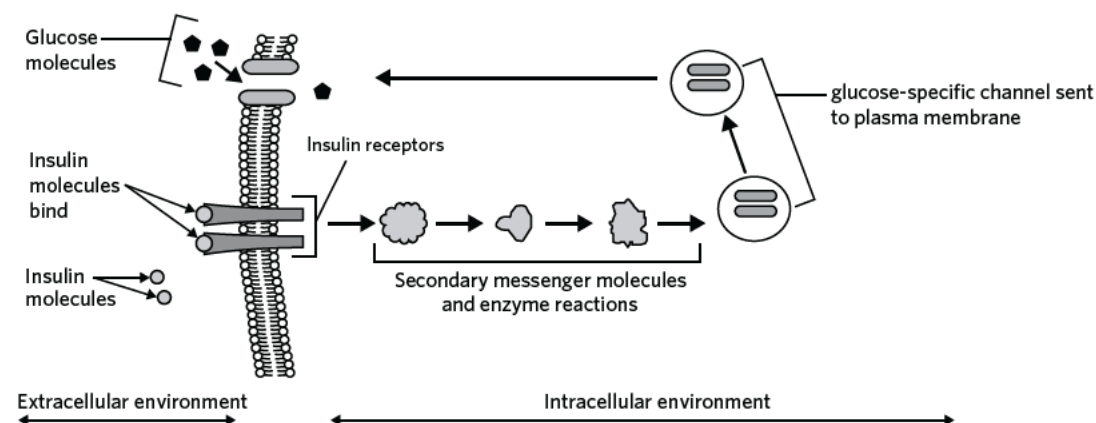 Glucose
molecules
glucose-specific channel sent
to plasma membrane
Insulin receptors
Insulin
molecules
bind
Insulin
molecules
Secondary messenger molecules
and enzyme reactions
Extracellular environment
Intracellular environment